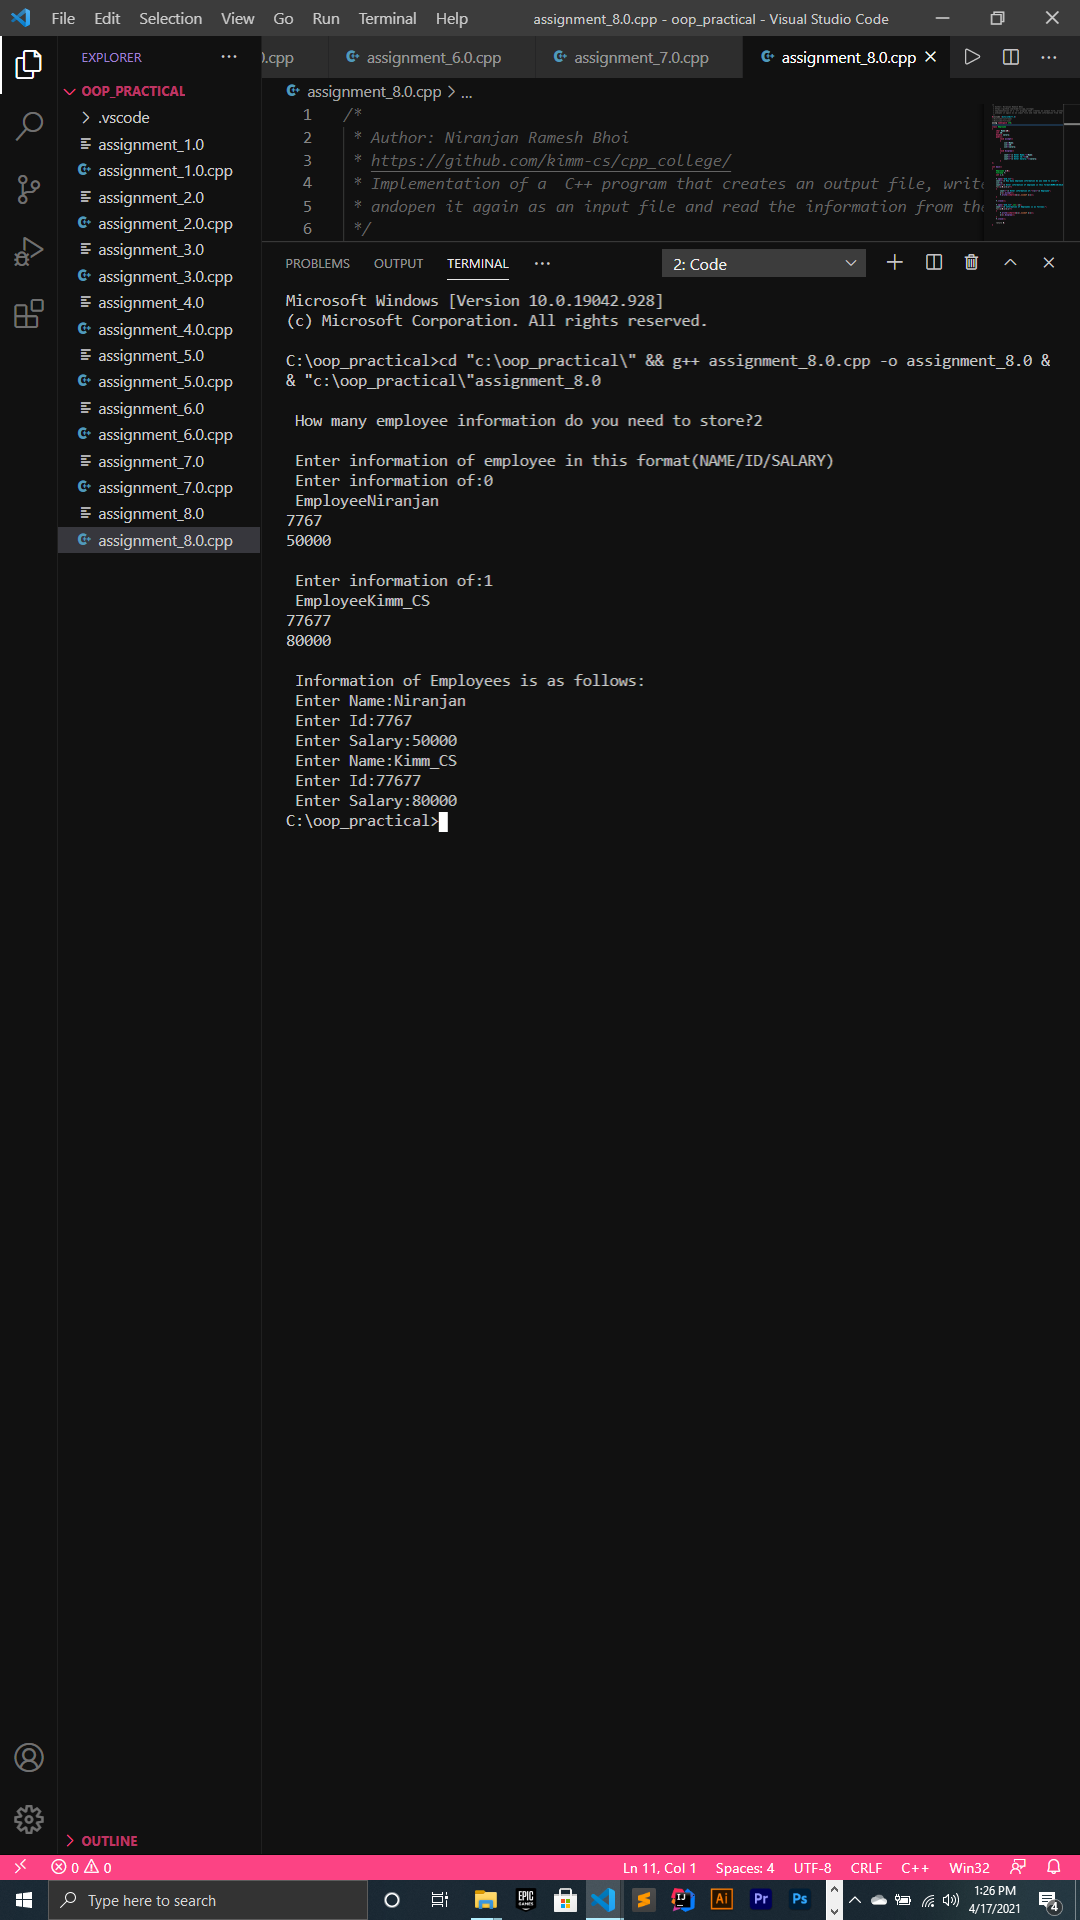 File Edit Selection View Go Run Terminal Help assignment_8.0.cpp - oop_practical - Visual Studio Code
EXPLORER ...
).cpp assignment_6.0.cpp assignment_7.0.cpp assignment_8.0.cpp
OOP_PRACTICAL
.vscode
assignment_1.0
assignment_1.0.cpp
assignment_2.0
assignment_2.0.cpp
assignment_3.0
assignment_3.0.cpp
assignment_4.0
assignment_4.0.cpp
assignment_5.0
assignment_5.0.cpp
assignment_6.0
assignment_6.0.cpp
assignment_7.0
assignment_7.0.cpp
assignment_8.0
assignment_8.0.cpp
OUTLINE
assignment_8.0.cpp > ...
1 /*
2 * Author: Niranjan Ramesh Bhoi
3 * https://github.com/kimm-cs/cpp_college/
4 * Implementation of a  C++ program that creates an output file, write
5 * andopen it again as an input file and read the information from the
6 */
PROBLEMS OUTPUT TERMINAL ... 2: Code
Microsoft Windows [Version 10.0.19042.928]
(c) Microsoft Corporation. All rights reserved.
C:\oop_practical>cd "c:\oop_practical\" && g++ assignment_8.0.cpp -o assignment_8.0 &
& "c:\oop_practical\"assignment_8.0
How many employee information do you need to store?2
Enter information of employee in this format(NAME/ID/SALARY)
Enter information of:0
EmployeeNiranjan
7767
50000
Enter information of:1
EmployeeKimm_CS
77677
80000
Information of Employees is as follows:
Enter Name:Niranjan
Enter Id:7767
Enter Salary:50000
Enter Name:Kimm_CS
Enter Id:77677
Enter Salary:80000
C:\oop_practical>
0 0 Ln 11, Col 1 Spaces: 4 UTF-8 CRLF C++ Win32
Type here to search
EPIC GAMES
IJ
Ai
Pr
Ps
1:26 PM
4/17/2021
4